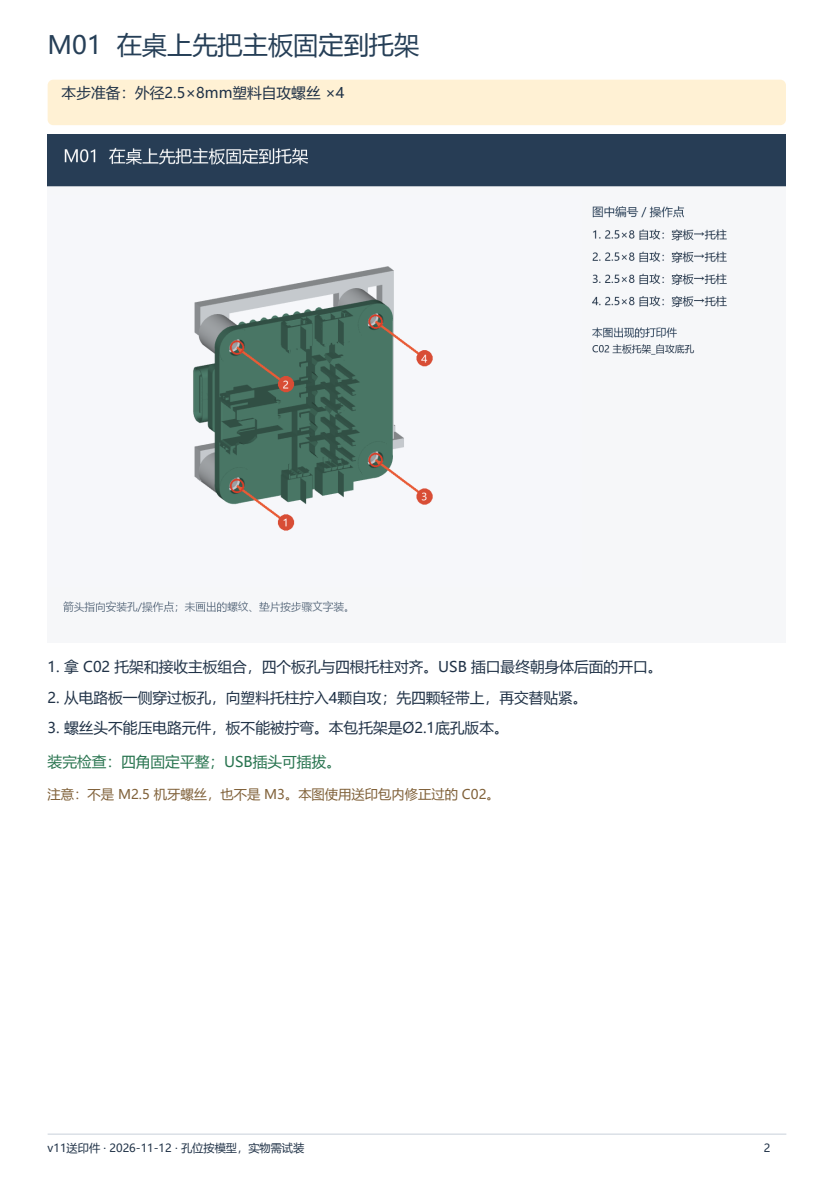 M01 在桌上先把主板固定到托架
本步准备：外径2.5×8mm塑料自攻螺丝 ×4
M01 在桌上先把主板固定到托架
图中编号 / 操作点
1. 2.5×8 自攻：穿板→托柱
2. 2.5×8 自攻：穿板→托柱
3. 2.5×8 自攻：穿板→托柱
4. 2.5×8 自攻：穿板→托柱
本图出现的打印件
C02 主板托架_自攻底孔
4
2
3
1
箭头指向安装孔/操作点；未画出的螺纹、垫片按步骤文字装。
1. 拿 C02 托架和接收主板组合，四个板孔与四根托柱对齐。USB 插口最终朝身体后面的开口。
2. 从电路板一侧穿过板孔，向塑料托柱拧入4颗自攻；先四颗轻带上，再交替贴紧。
3. 螺丝头不能压电路元件，板不能被拧弯。本包托架是Ø2.1底孔版本。
装完检查：四角固定平整；USB插头可插拔。
注意：不是 M2.5 机牙螺丝，也不是 M3。本图使用送印包内修正过的 C02。
v11送印件 · 2026-11-12 · 孔位按模型，实物需试装
2